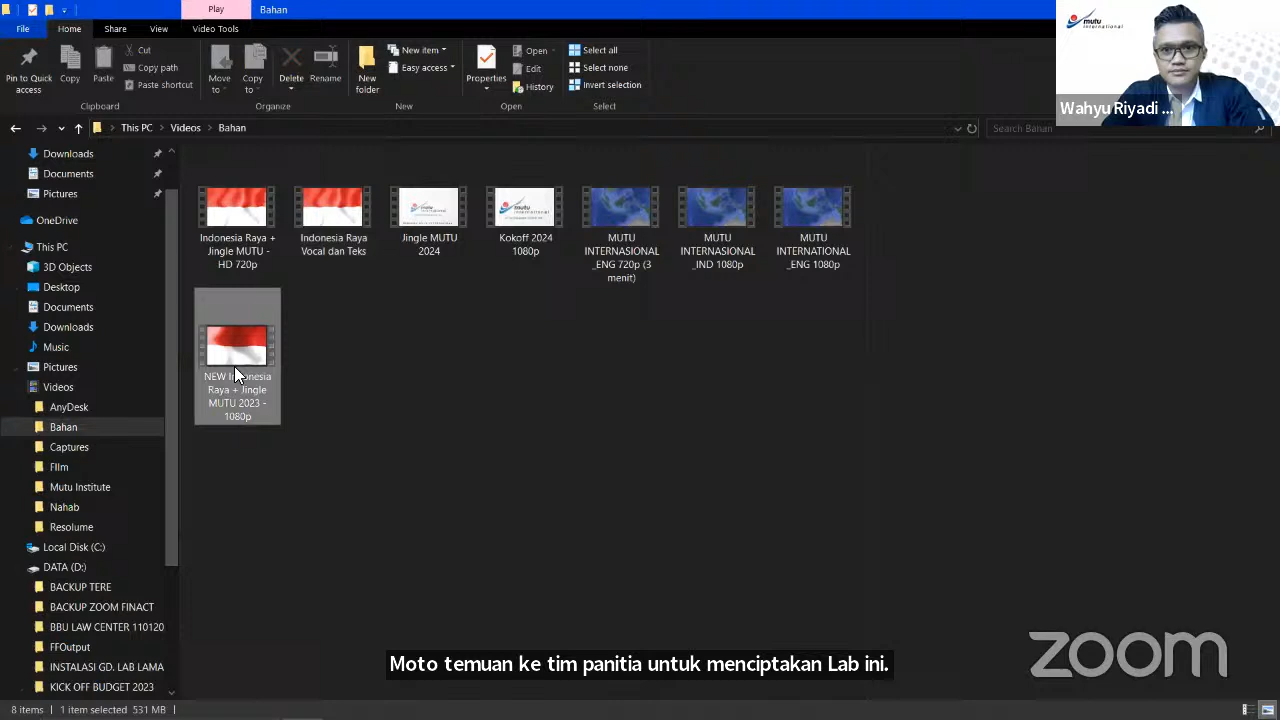 Play
Bahan
File
Home
Share
View
Video Tools
Pin to Quick
access
Copy
Paste
Cut
Copy path
Paste shortcut
Move
to
Copy
to
Delete
Rename
New
folder
New item
Easy access
Properties
Open
Edit
History
Select all
Select none
Invert selection
Clipboard
Organize
New
Open
Select
This PC > Videos > Bahan
Search Bahan
mutu
international
Wahyu Riyadi ...
Downloads
Documents
Pictures
OneDrive
This PC
3D Objects
Desktop
Documents
Downloads
Music
Pictures
Videos
AnyDesk
Bahan
Captures
FIlm
Mutu Institute
Nahab
Resolume
Local Disk (C:)
DATA (D:)
BACKUP TERE
BACKUP ZOOM FINACT
BBU LAW CENTER 110120
FFOutput
INSTALASI GD. LAB LAMA
KICK OFF BUDGET 2023
Indonesia Raya +
Jingle MUTU -
HD 720p
Indonesia Raya
Vocal dan Teks
Jingle MUTU
2024
Kokoff 2024
1080p
MUTU
INTERNASIONAL
_ENG 720p (3
menit)
MUTU
INTERNASIONAL
_IND 1080p
MUTU
INTERNATIONAL
_ENG 1080p
NEW Indonesia
Raya + Jingle
MUTU 2023 -
1080p
Moto temuan ke tim panitia untuk menciptakan Lab ini.
zoom
8 items
1 item selected 531 MB